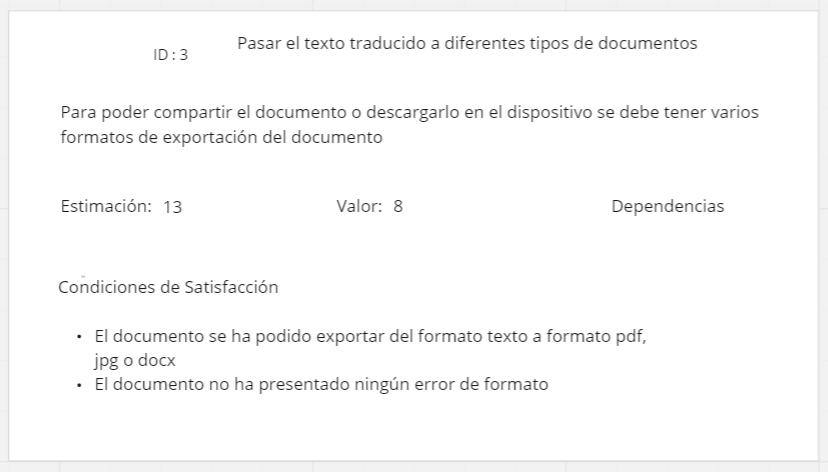 Pasar el texto traducido a diferentes tipos de documentos
ID : 3
Para poder compartir el documento o descargarlo en el dispositivo se debe tener varios
formatos de exportación del documento
Estimación: 13 Valor: 8 Dependencias
Condiciones de Satisfacción
• El documento se ha podido exportar del formato texto a formato pdf,
jpg o docx
• El documento no ha presentado ningún error de formato